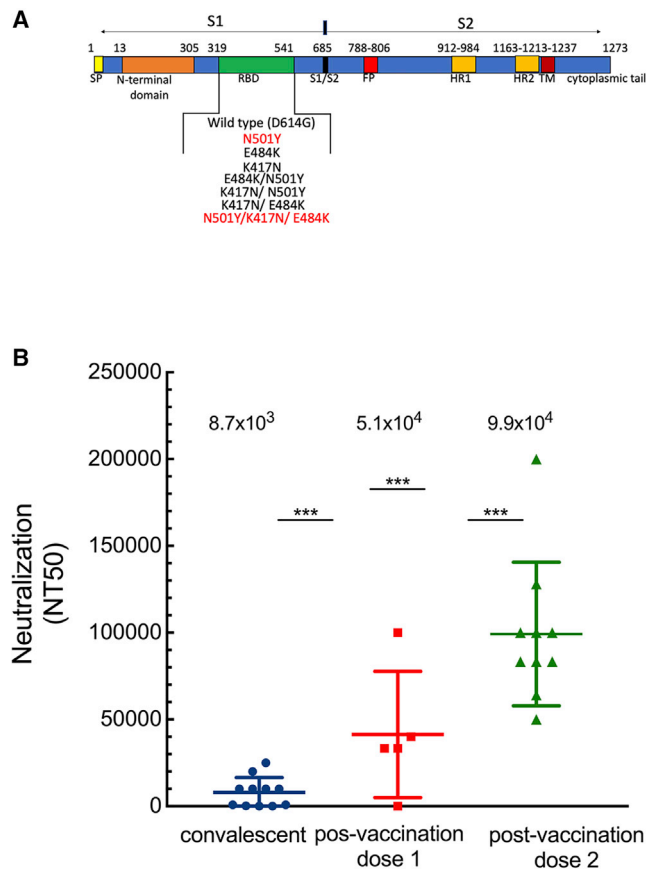 A
S1 S2
1 13 305 319 541 685 788-806 912-984 1163-1213-1237 1273
SP N-terminal domain RBD S1/S2 FP HR1 HR2 TM cytoplasmic tail
Wild type (D614G)
N501Y
E484K
K417N
E484K/N501Y
K417N/ N501Y
K417N/ E484K
N501Y/K417N/ E484K
B
250000
8.7x10³ 5.1x10⁴ 9.9x10⁴
200000
*** *** ***
150000
100000
50000
0
Neutralization
(NT50)
convalescent pos-vaccination post-vaccination
dose 1 dose 2